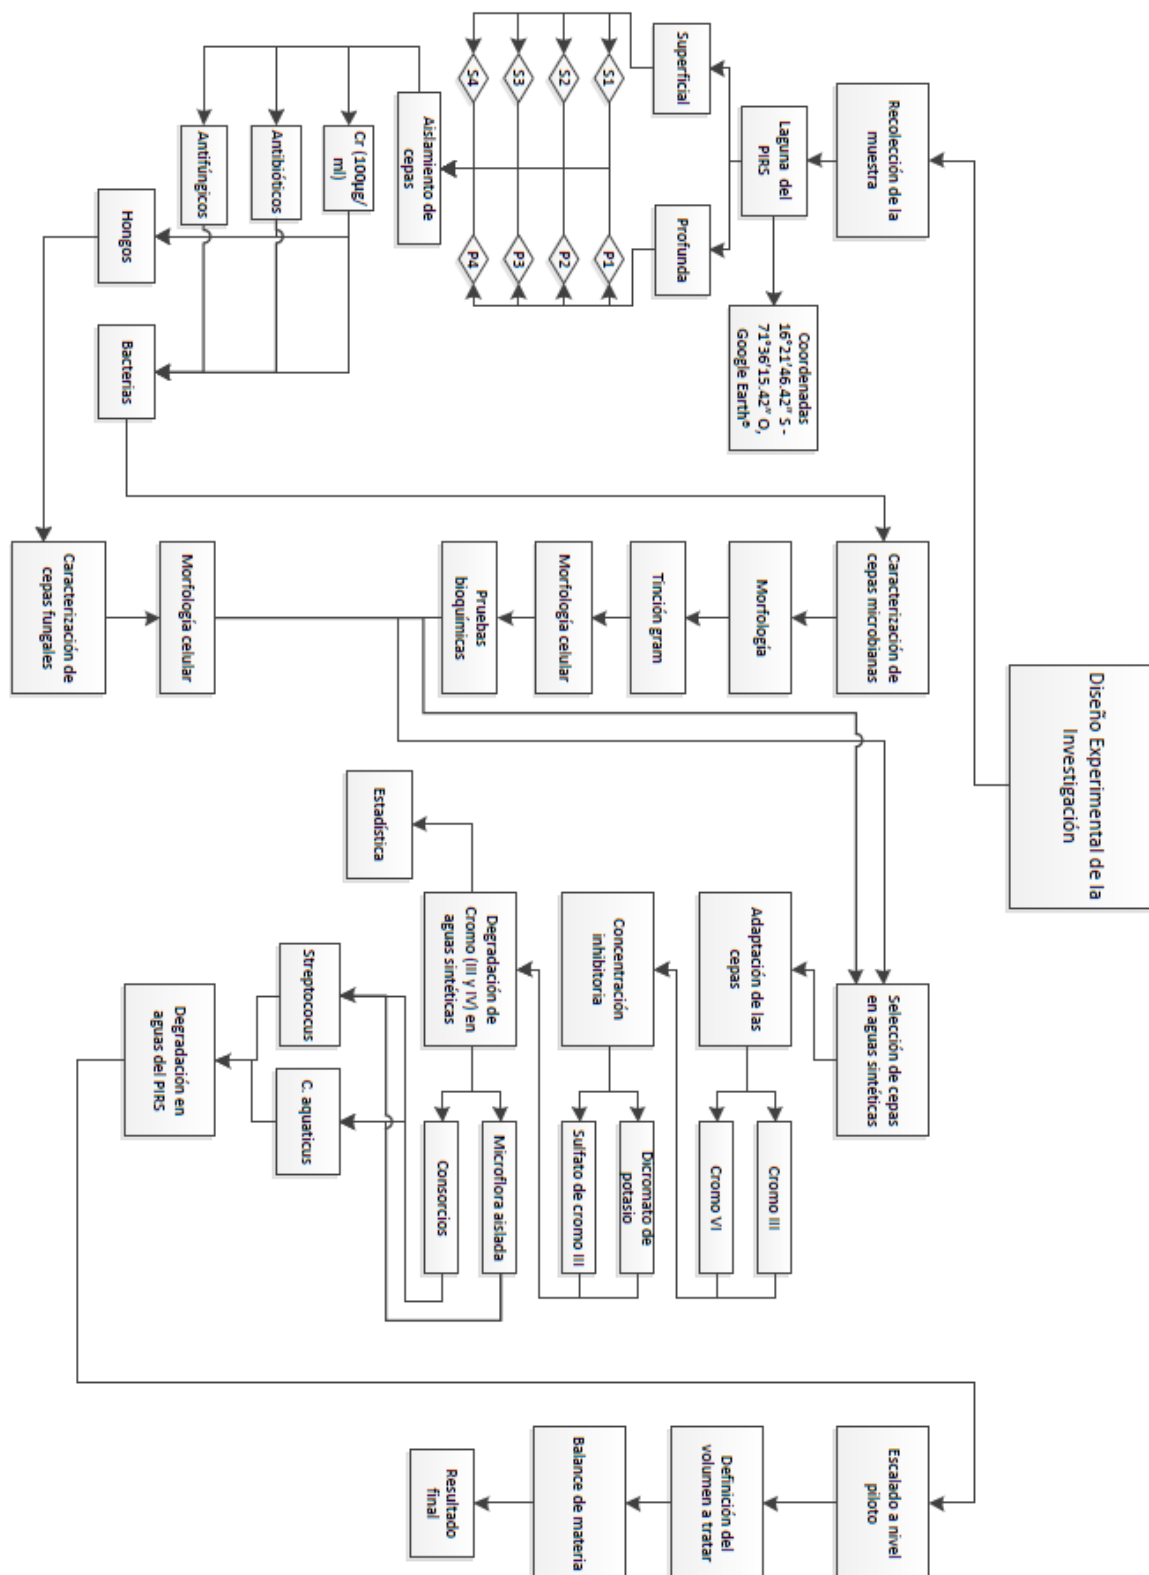 Diseño Experimental de la
Investigación
Recolección de la
muestra
Laguna del
PIRS
Coordenadas
16°21'46.42" S -
71°36'15.42" O,
Google Earth®
Superficial
Profunda
S1
S2
S3
S4
P1
P2
P3
P4
Aislamiento de
cepas
Cr (100µg/
ml)
Antibióticos
Antifúngicos
Hongos
Bacterias
Caracterización de
cepas microbianas
Morfología
Tinción gram
Morfología celular
Pruebas
bioquímicas
Morfología celular
Caracterización de
cepas fungales
Selección de cepas
en aguas sintéticas
Adaptación de las
cepas
Cromo III
Cromo VI
Concentración
inhibitoria
Dicromato de
potasio
Sulfato de cromo III
Degradación de
Cromo (III y IV) en
aguas sintéticas
Microflora aislada
Consorcios
Estadística
Streptococus
C. aquaticus
Degradación en
aguas del PIRS
Escalado a nivel
piloto
Definición del
volumen a tratar
Balance de materia
Resultado
final